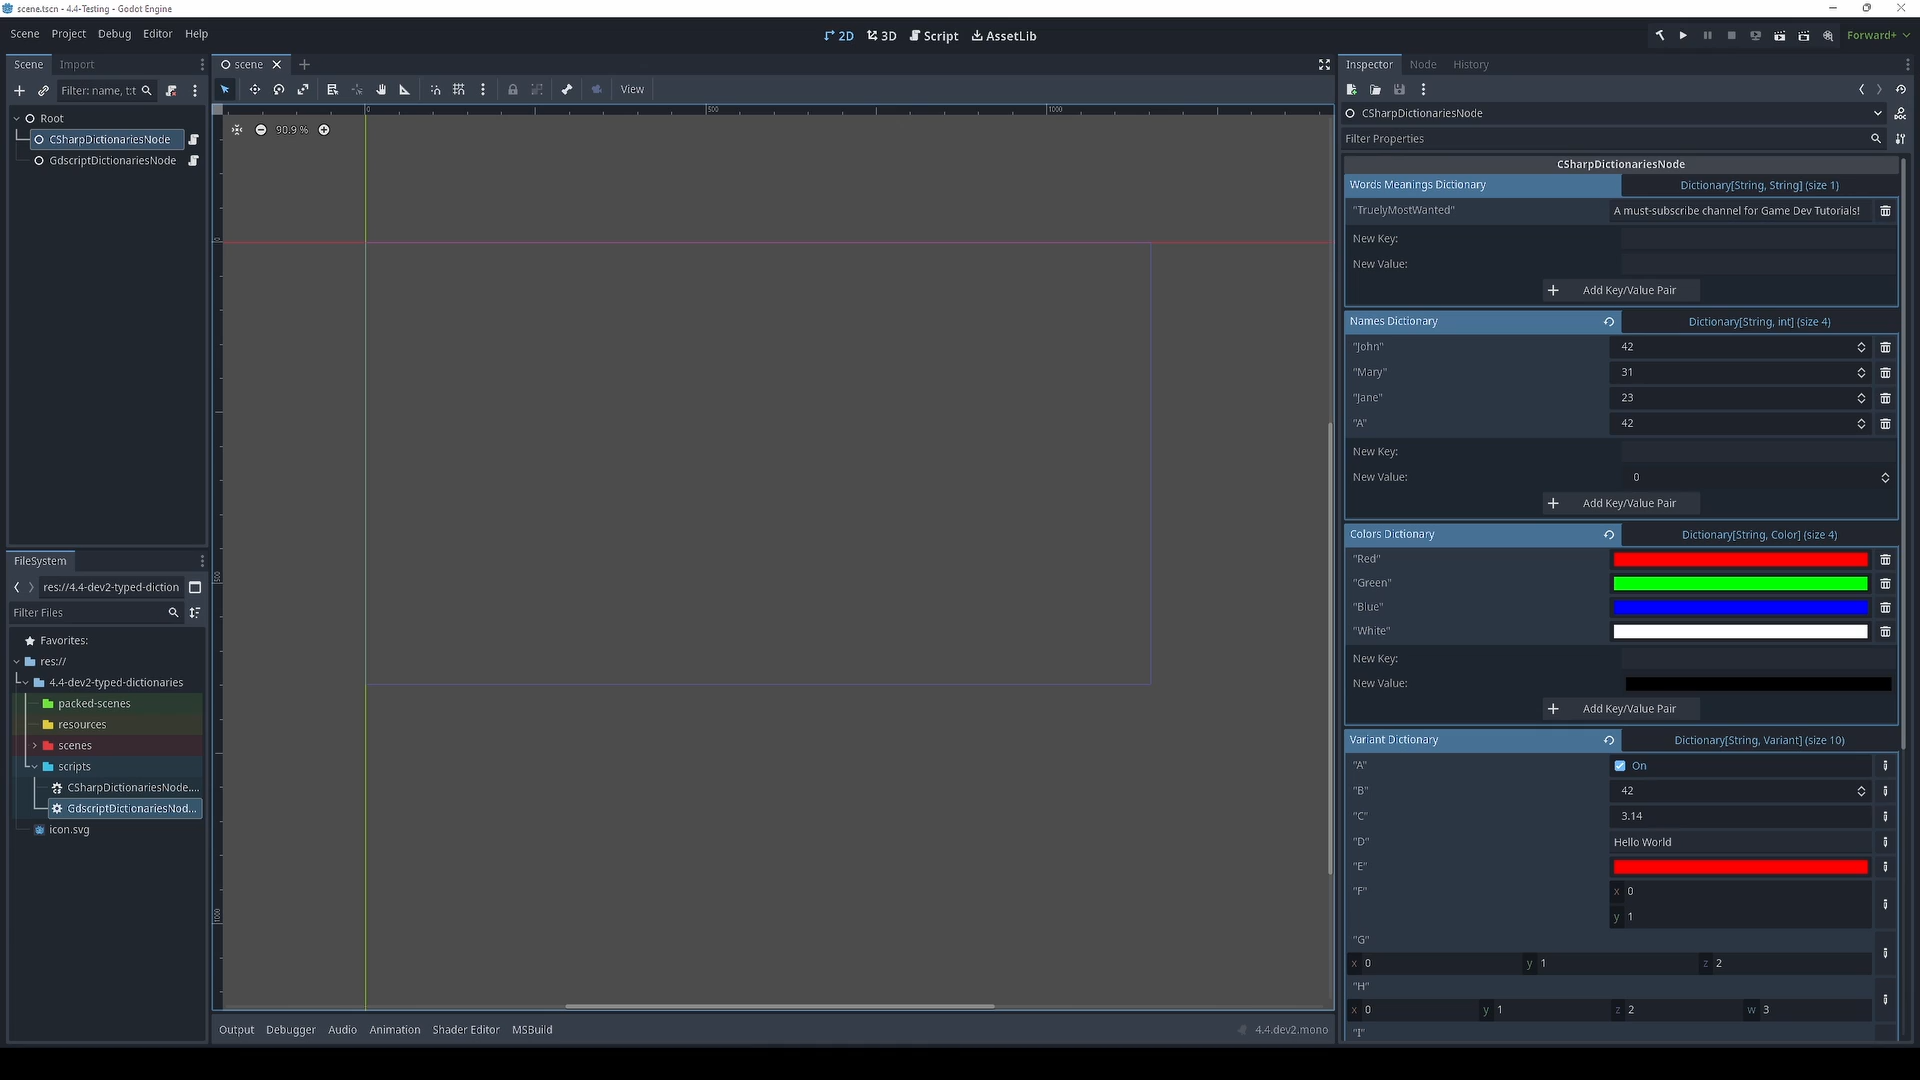 scene.tscn - 4.4-Testing - Godot Engine
Scene Project Debug Editor Help
2D 3D Script AssetLib
Forward+
Scene Import
Filter: name, t:t
Root
CSharpDictionariesNode
GdscriptDictionariesNode
FileSystem
res://4.4-dev2-typed-diction
Filter Files
Favorites:
res://
4.4-dev2-typed-dictionaries
packed-scenes
resources
scenes
scripts
CSharpDictionariesNode....
GdscriptDictionariesNod...
icon.svg
scene
View
0 500 1000
90.9 %
0
500
1000
Output Debugger Audio Animation Shader Editor MSBuild
4.4.dev2.mono
Inspector Node History
CSharpDictionariesNode
Filter Properties
CSharpDictionariesNode
Words Meanings Dictionary Dictionary[String, String] (size 1)
"TruelyMostWanted" A must-subscribe channel for Game Dev Tutorials!
New Key:
New Value:
Add Key/Value Pair
Names Dictionary Dictionary[String, int] (size 4)
"John" 42
"Mary" 31
"Jane" 23
"A" 42
New Key:
New Value: 0
Add Key/Value Pair
Colors Dictionary Dictionary[String, Color] (size 4)
"Red"
"Green"
"Blue"
"White"
New Key:
New Value:
Add Key/Value Pair
Variant Dictionary Dictionary[String, Variant] (size 10)
"A" On
"B" 42
"C" 3.14
"D" Hello World
"E"
"F" x 0
y 1
"G"
x 0 y 1 z 2
"H"
x 0 y 1 z 2 w 3
"I"